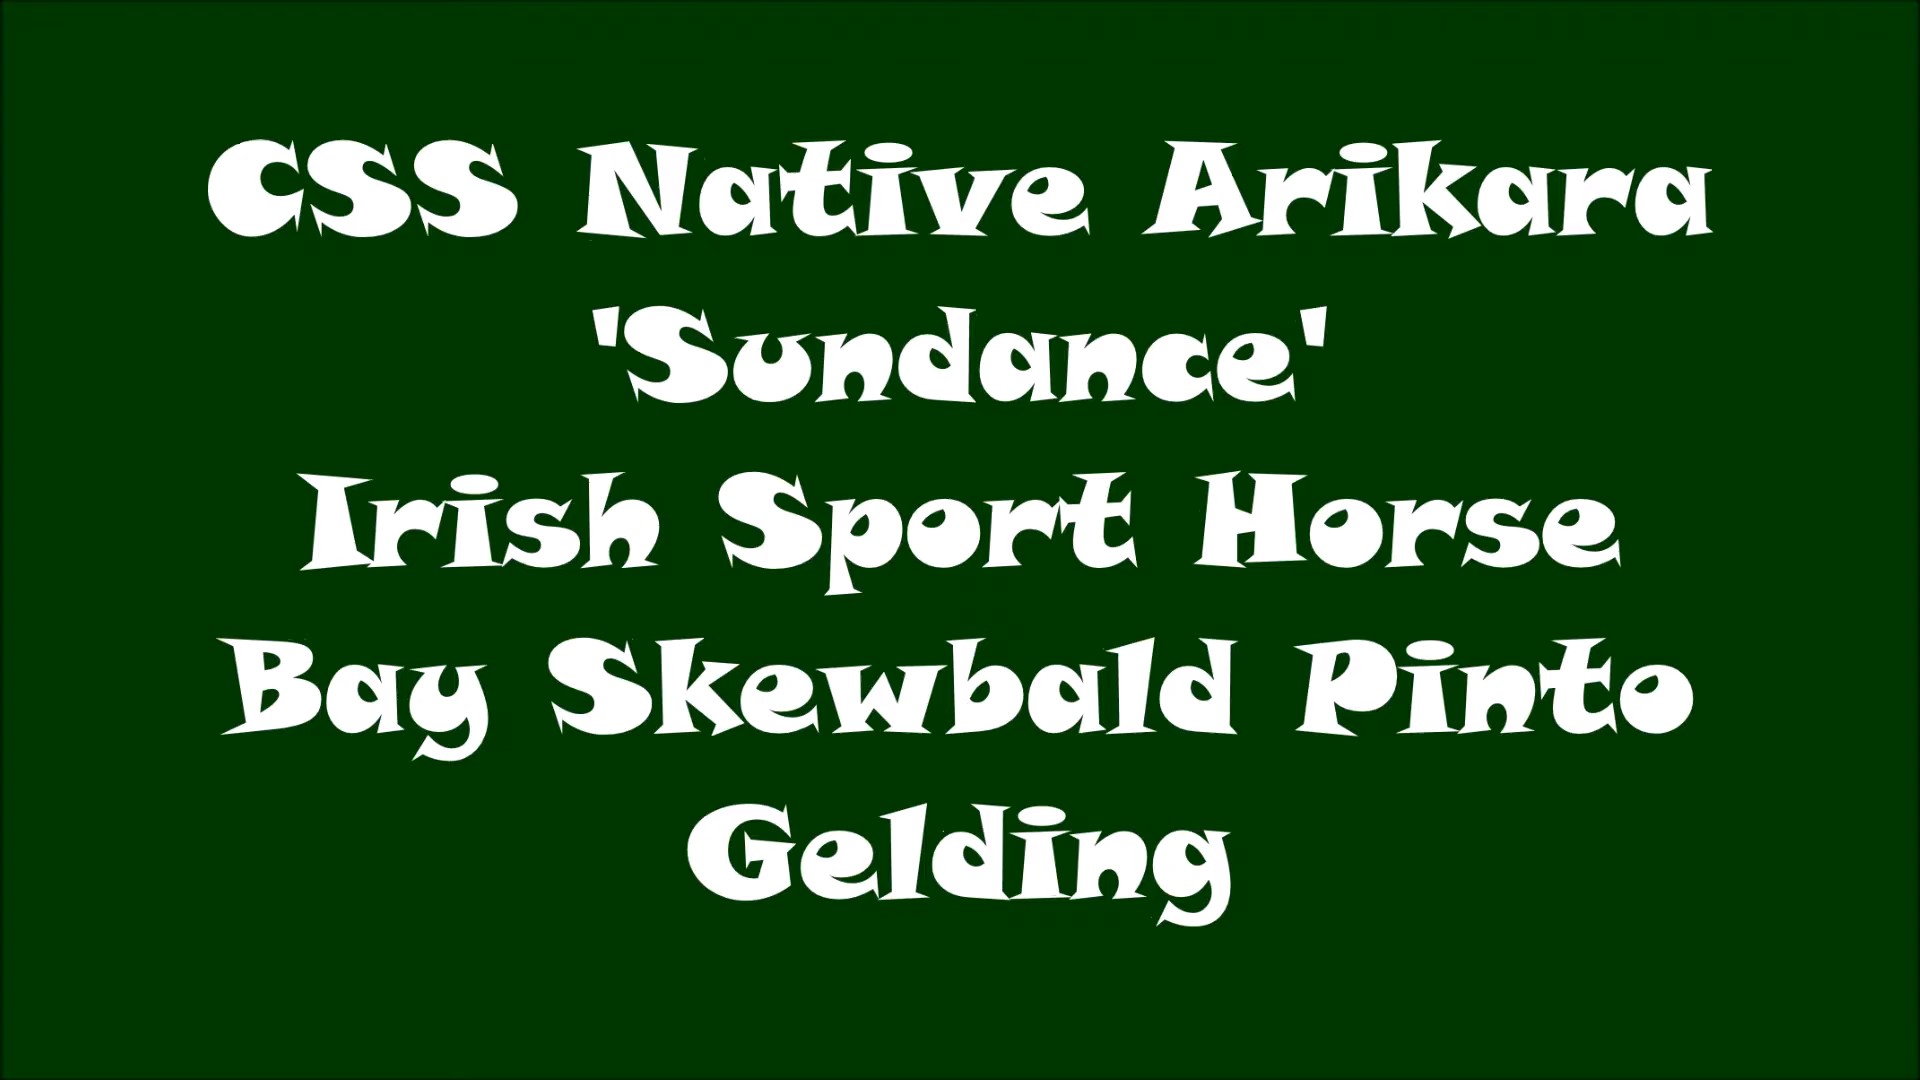 CSS Native Arikara
'Sundance'
Irish Sport Horse
Bay Skewbald Pinto
Gelding